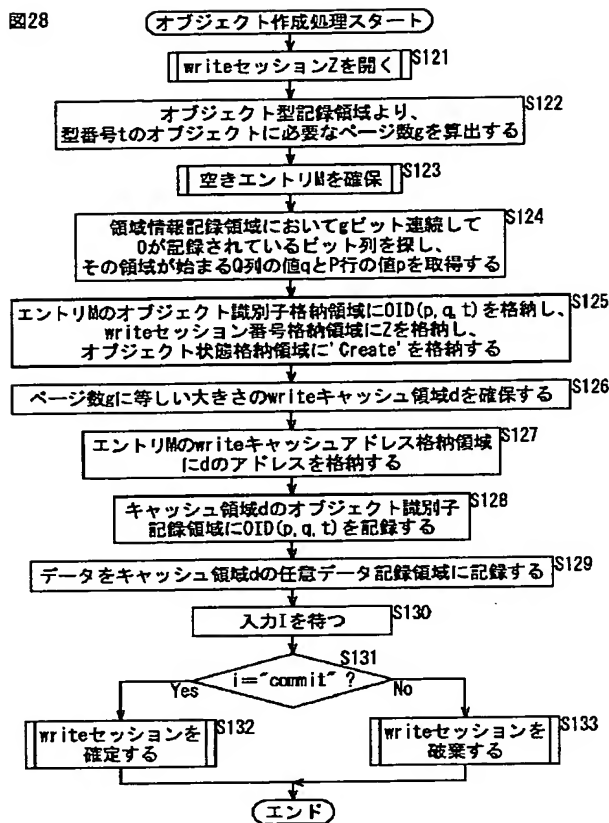 図28
オブジェクト作成処理スタート
writeセッションZを開く
S121
オブジェクト型記録領域より、
型番号tのオブジェクトに必要なページ数gを算出する
S122
空きエントリMを確保
S123
領域情報記録領域においてgビット連続して
0が記録されているビット列を探し、
その領域が始まるQ列の値qとP行の値pを取得する
S124
エントリMのオブジェクト識別子格納領域にOID(p,q,t)を格納し、
writeセッション番号格納領域にZを格納し、
オブジェクト状態格納領域に'Create'を格納する
S125
ページ数gに等しい大きさのwriteキャッシュ領域dを確保する
S126
エントリMのwriteキャッシュアドレス格納領域
にdのアドレスを格納する
S127
キャッシュ領域dのオブジェクト識別子
記録領域にOID(p,q,t)を記録する
S128
データをキャッシュ領域dの任意データ記録領域に記録する
S129
入力Iを待つ
S130
i=="commit" ?
S131
Yes
No
writeセッションを
確定する
S132
writeセッションを
破棄する
S133
エンド